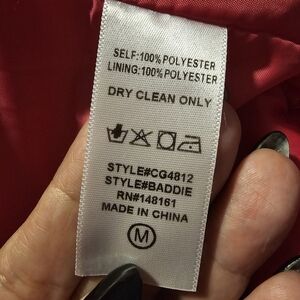 SELF:100% POLYESTER
LINING:100% POLYESTER
DRY CLEAN ONLY
STYLE#CG4812
STYLE#BADDIE
RN#148161
MADE IN CHINA
M